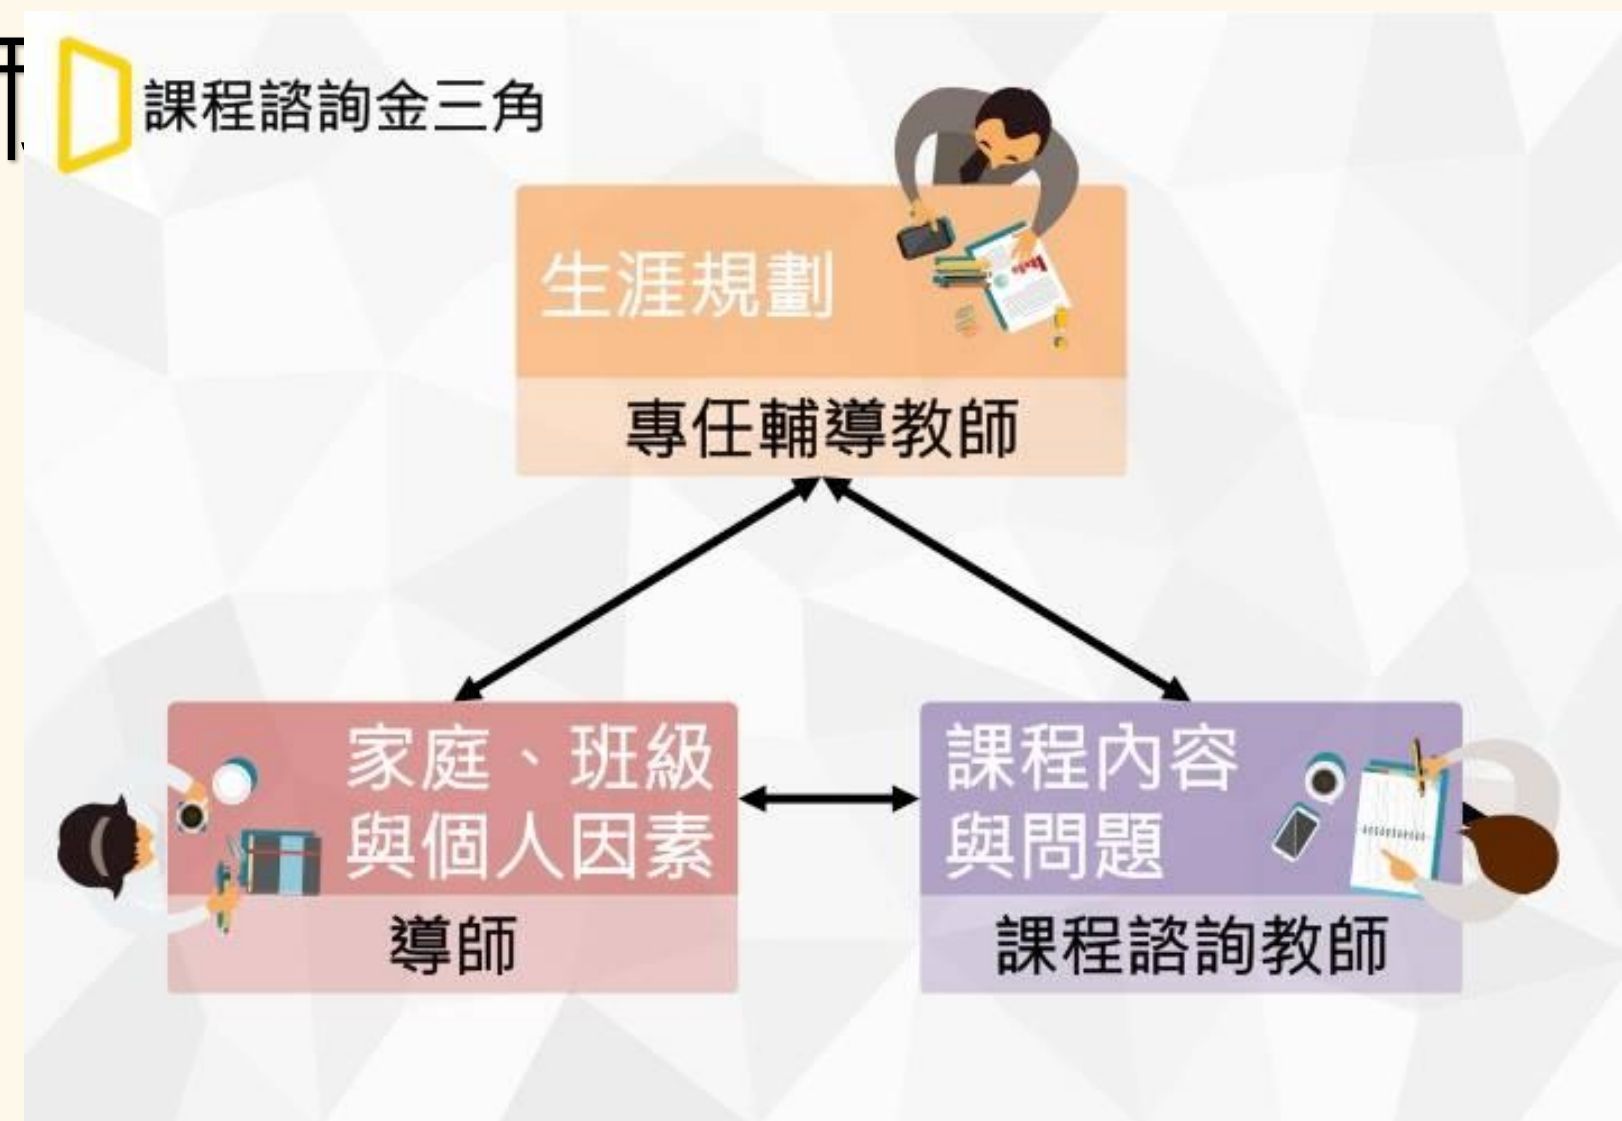 課程諮詢金三角
生涯規劃
專任輔導教師
家庭、班級
與個人因素
導師
課程內容
與問題
課程諮詢教師